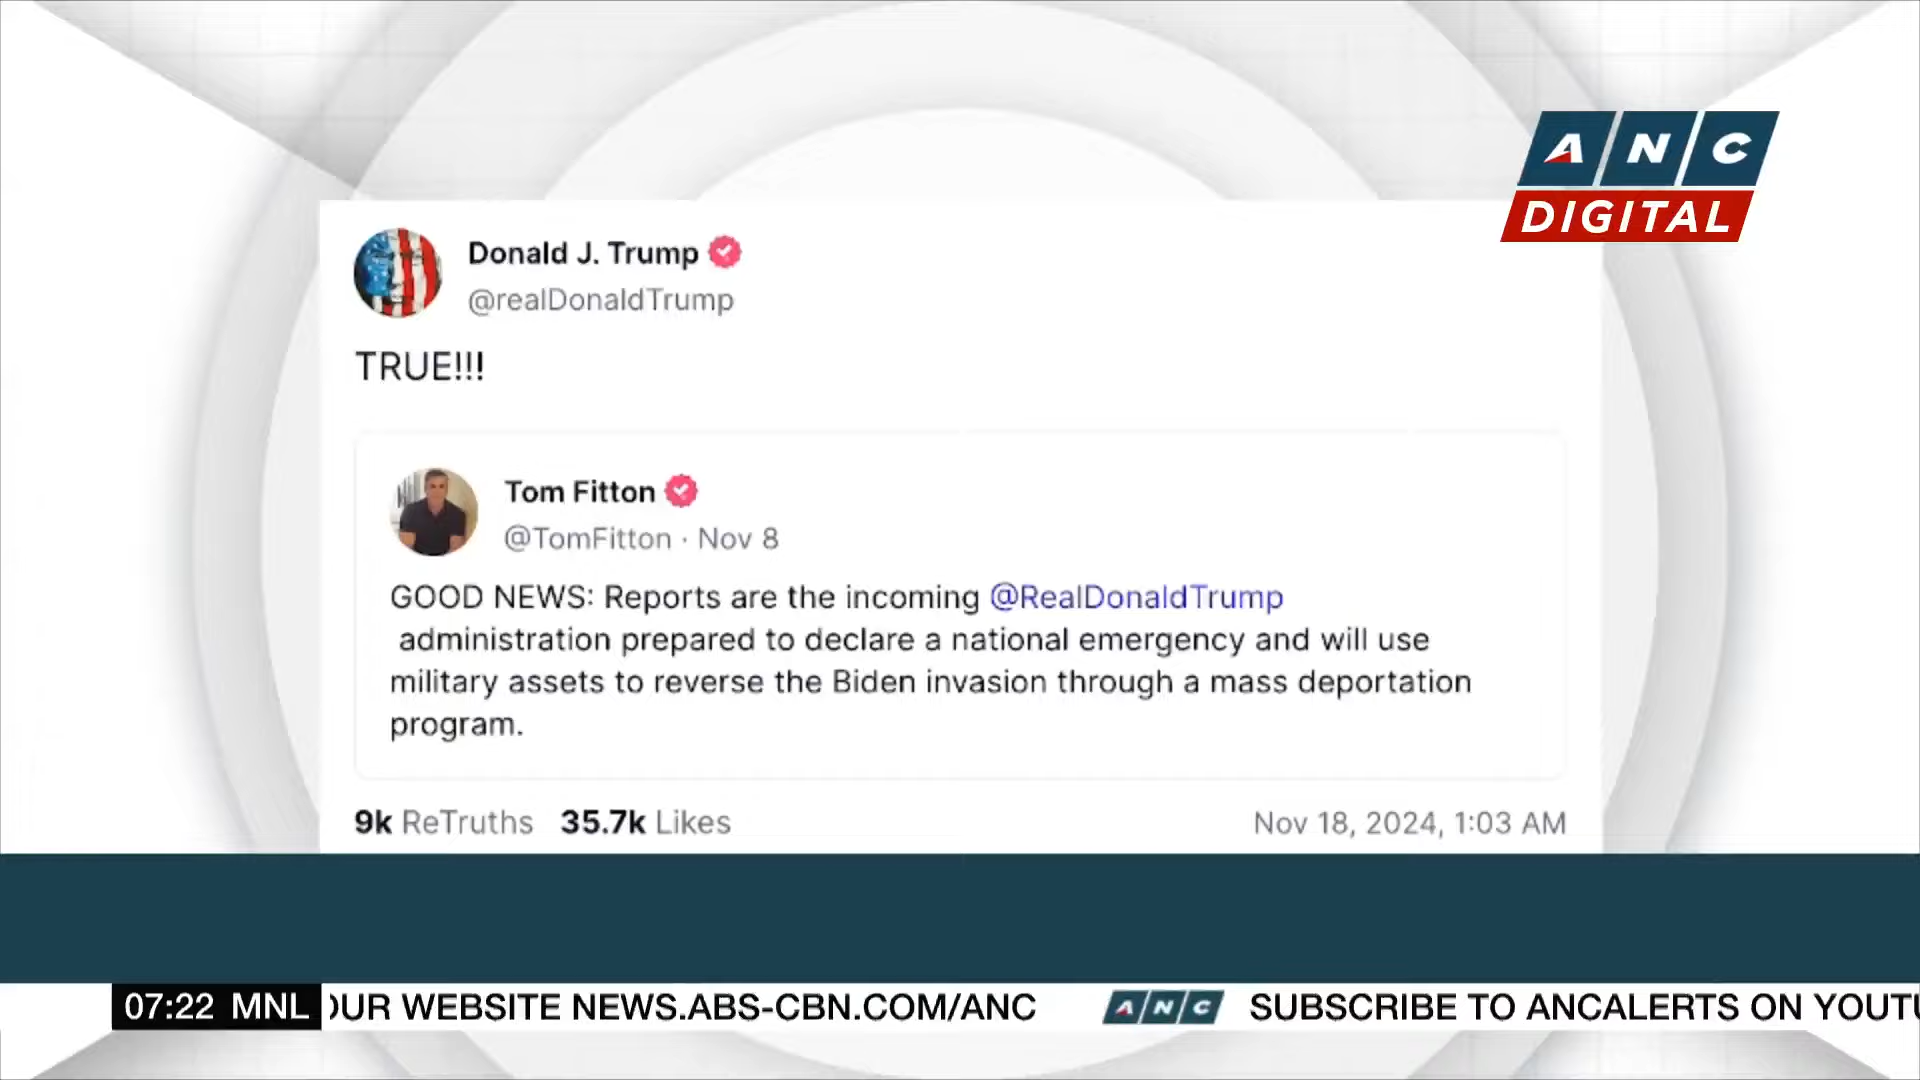 ANC
DIGITAL
Donald J. Trump
@realDonaldTrump
TRUE!!!
Tom Fitton
@TomFitton · Nov 8
GOOD NEWS: Reports are the incoming @RealDonaldTrump
administration prepared to declare a national emergency and will use
military assets to reverse the Biden invasion through a mass deportation
program.
9k ReTruths 35.7k Likes
Nov 18, 2024, 1:03 AM
07:22 MNL
OUR WEBSITE NEWS.ABS-CBN.COM/ANC ANC SUBSCRIBE TO ANCALERTS ON YOUTU